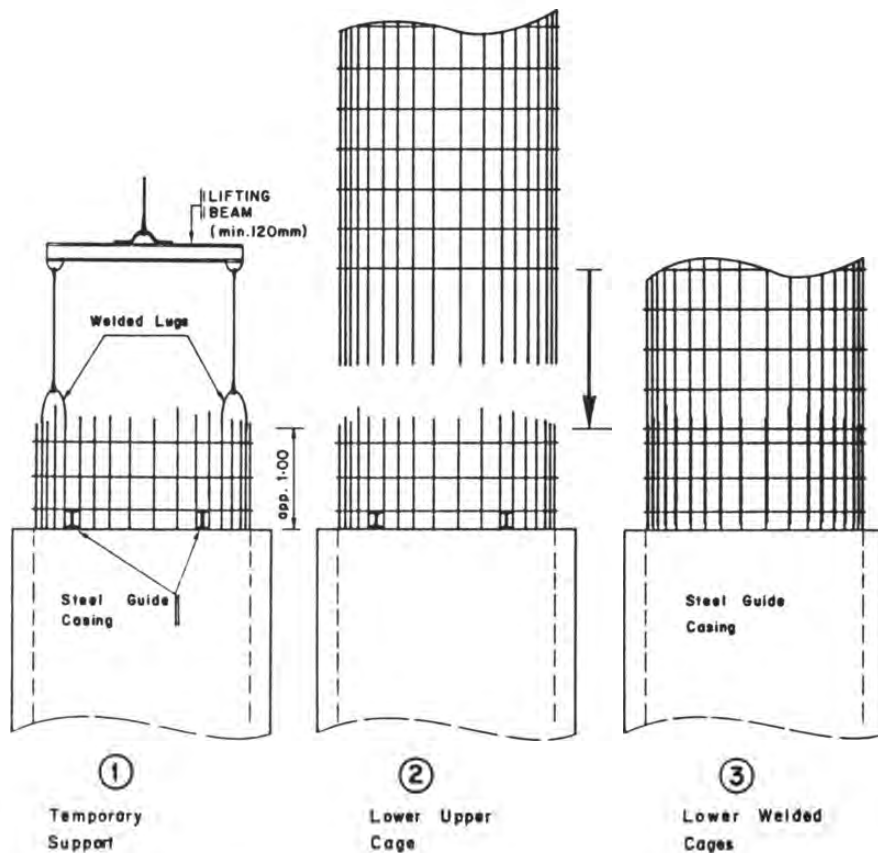 LIFTING
BEAM
(min.120mm)
Welded Lugs
app. 1·00
Steel Guide
Casing
Steel Guide
Casing
1
Temporary
Support
2
Lower Upper
Cage
3
Lower Welded
Cages